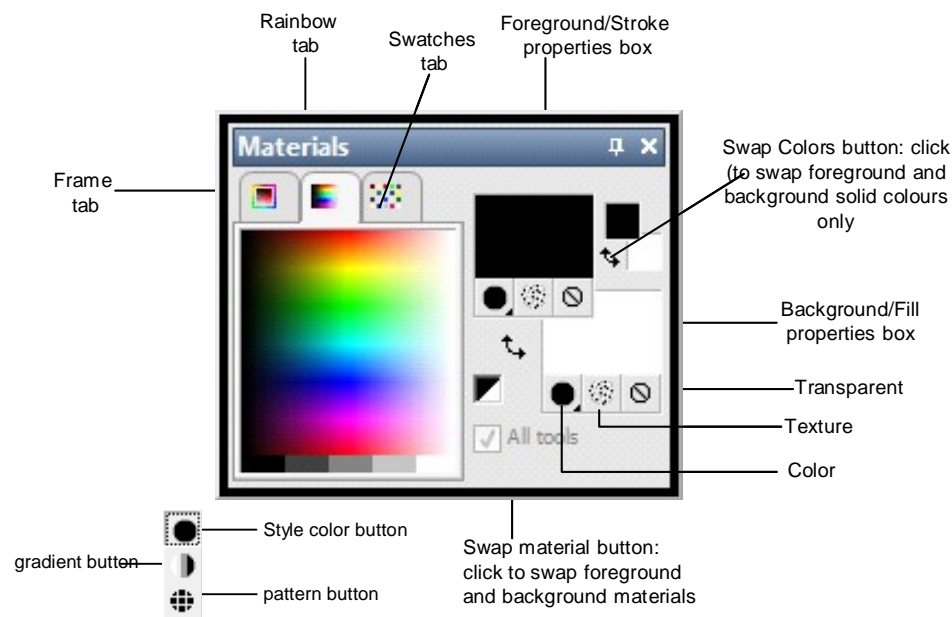 Rainbow
tab
Swatches
tab
Foreground/Stroke
properties box
Materials
Swap Colors button: click
(to swap foreground and
background solid colours
only
Frame
tab
Background/Fill
properties box
Transparent
Texture
All tools
Color
Style color button
gradient button
pattern button
Swap material button:
click to swap foreground
and background materials